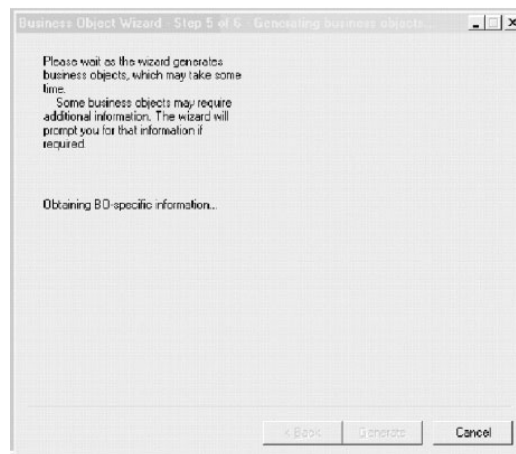 Business Object Wizard - Step 5 of 6 - Generating business objects...
Please wait as the wizard generates
business objects, which may take some
time.
Some business objects may require
additional information. The wizard will
prompt you for that information if
required.
Obtaining BO-specific information...
< Back
Generate
Cancel